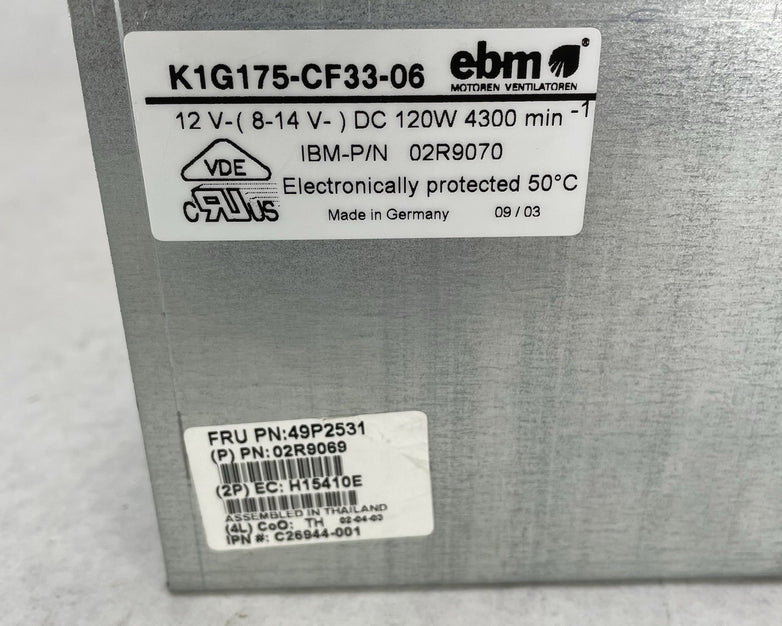 K1G175-CF33-06
ebm®
MOTOREN VENTILATOREN
12 V-( 8-14 V- ) DC 120W 4300 min -1
VDE
IBM-P/N 02R9070
Electronically protected 50°C
c RU US
Made in Germany 09/03
FRU PN:49P2531
(P) PN: 02R9069
(2P) EC: H15410E
ASSEMBLED IN THAILAND
(4L) CoO: TH 02-04-03
IPN #: C26944-001